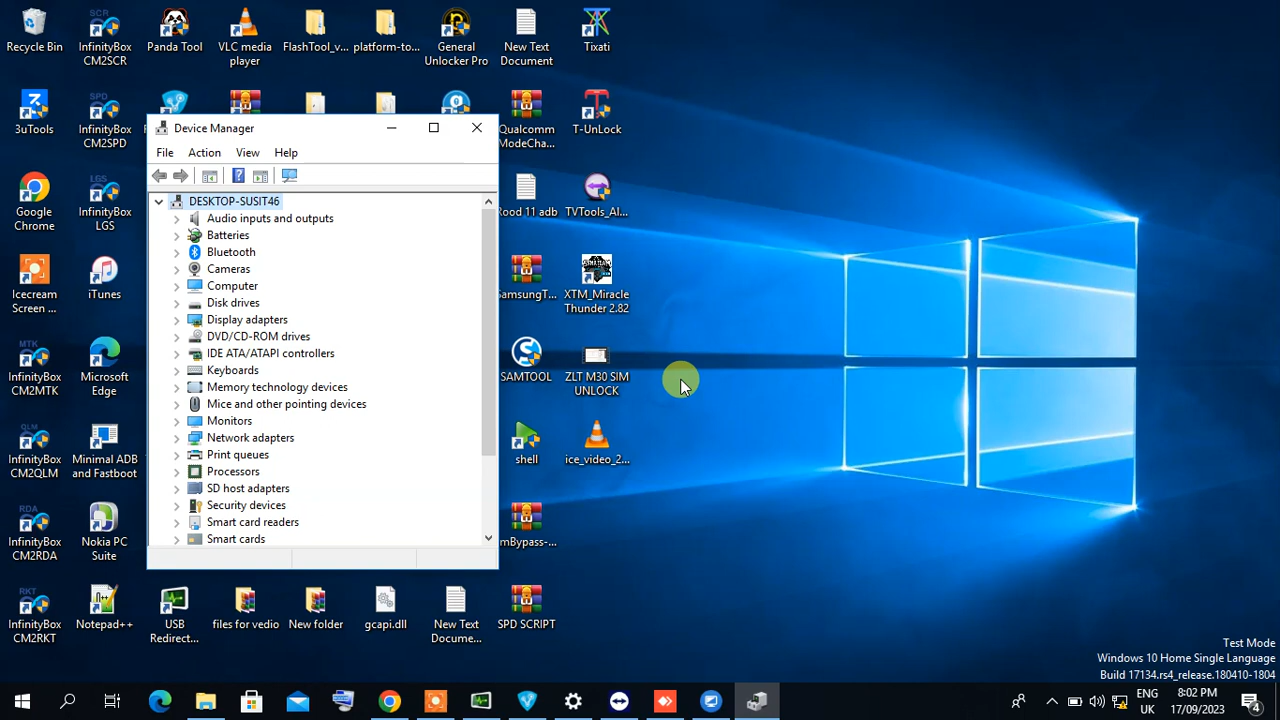 Recycle Bin
InfinityBox
CM2SCR
Panda Tool
VLC media
player
FlashTool_v...
platform-to...
General
Unlocker Pro
New Text
Document
Tixati
3uTools
InfinityBox
CM2SPD
Qualcomm
ModeCha...
T-UnLock
Device Manager
File
Action
View
Help
DESKTOP-SUSIT46
Audio inputs and outputs
Batteries
Bluetooth
Cameras
Computer
Disk drives
Display adapters
DVD/CD-ROM drives
IDE ATA/ATAPI controllers
Keyboards
Memory technology devices
Mice and other pointing devices
Monitors
Network adapters
Print queues
Processors
SD host adapters
Security devices
Smart card readers
Smart cards
Google
Chrome
InfinityBox
LGS
Rood 11 adb
TVTools_Al...
Icecream
Screen ...
iTunes
SamsungT...
XTM_Miracle
Thunder 2.82
InfinityBox
CM2MTK
Microsoft
Edge
SAMTOOL
ZLT M30 SIM
UNLOCK
InfinityBox
CM2QLM
Minimal ADB
and Fastboot
shell
ice_video_2...
InfinityBox
CM2RDA
Nokia PC
Suite
mBypass-...
InfinityBox
CM2RKT
Notepad++
USB
Redirect...
files for vedio
New folder
gcapi.dll
New Text
Docume...
SPD SCRIPT
Test Mode
Windows 10 Home Single Language
Build 17134.rs4_release.180410-1804
ENG
UK
8:02 PM
17/09/2023
4